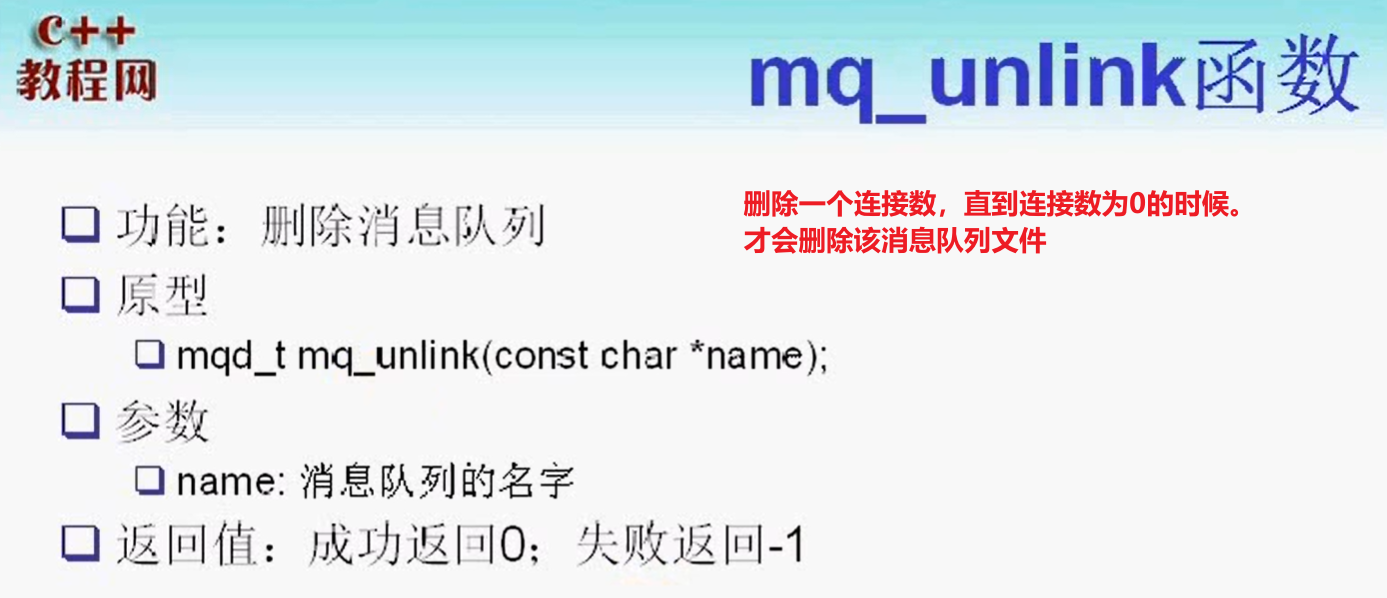 C++
教程网
mq_unlink函数
功能：删除消息队列
删除一个连接数，直到连接数为0的时候。
才会删除该消息队列文件
原型
mqd_t mq_unlink(const char *name);
参数
name: 消息队列的名字
返回值：成功返回0；失败返回-1